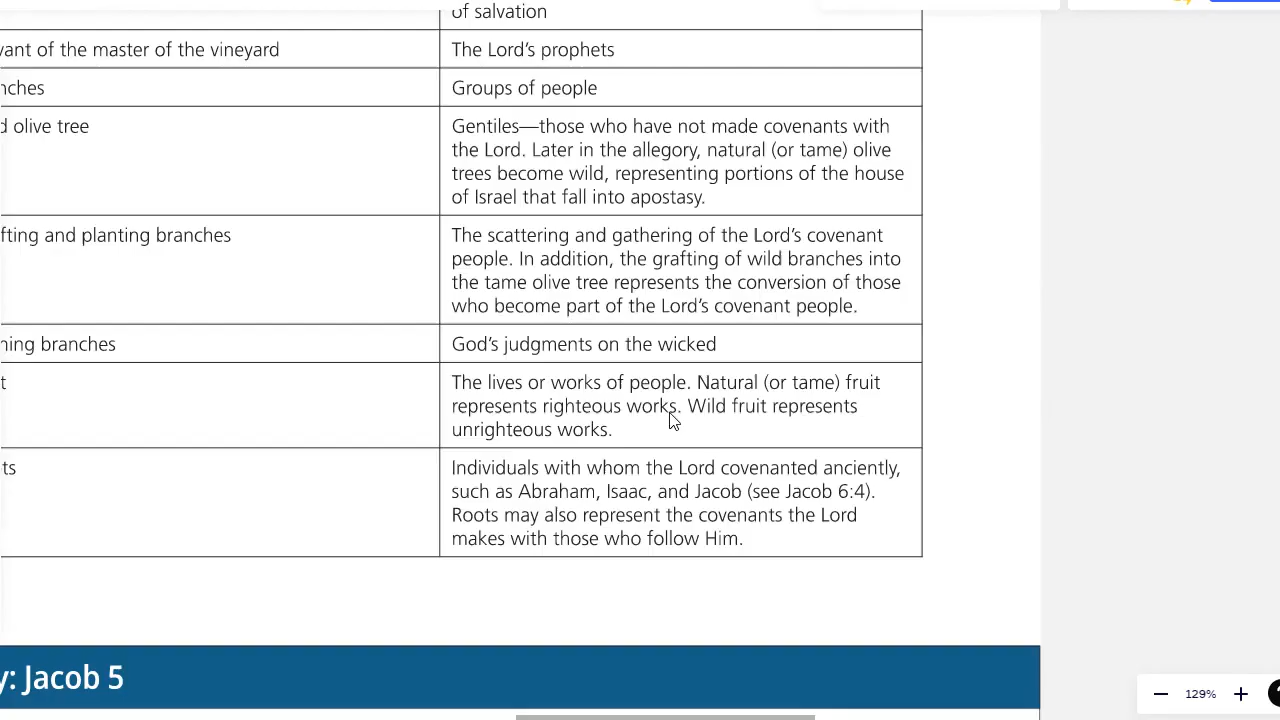 of salvation
vant of the master of the vineyard
The Lord's prophets
nches
Groups of people
d olive tree
Gentiles—those who have not made covenants with
the Lord. Later in the allegory, natural (or tame) olive
trees become wild, representing portions of the house
of Israel that fall into apostasy.
fting and planting branches
The scattering and gathering of the Lord's covenant
people. In addition, the grafting of wild branches into
the tame olive tree represents the conversion of those
who become part of the Lord's covenant people.
ning branches
God's judgments on the wicked
t
The lives or works of people. Natural (or tame) fruit
represents righteous works. Wild fruit represents
unrighteous works.
ts
Individuals with whom the Lord covenanted anciently,
such as Abraham, Isaac, and Jacob (see Jacob 6:4).
Roots may also represent the covenants the Lord
makes with those who follow Him.
y: Jacob 5
129%